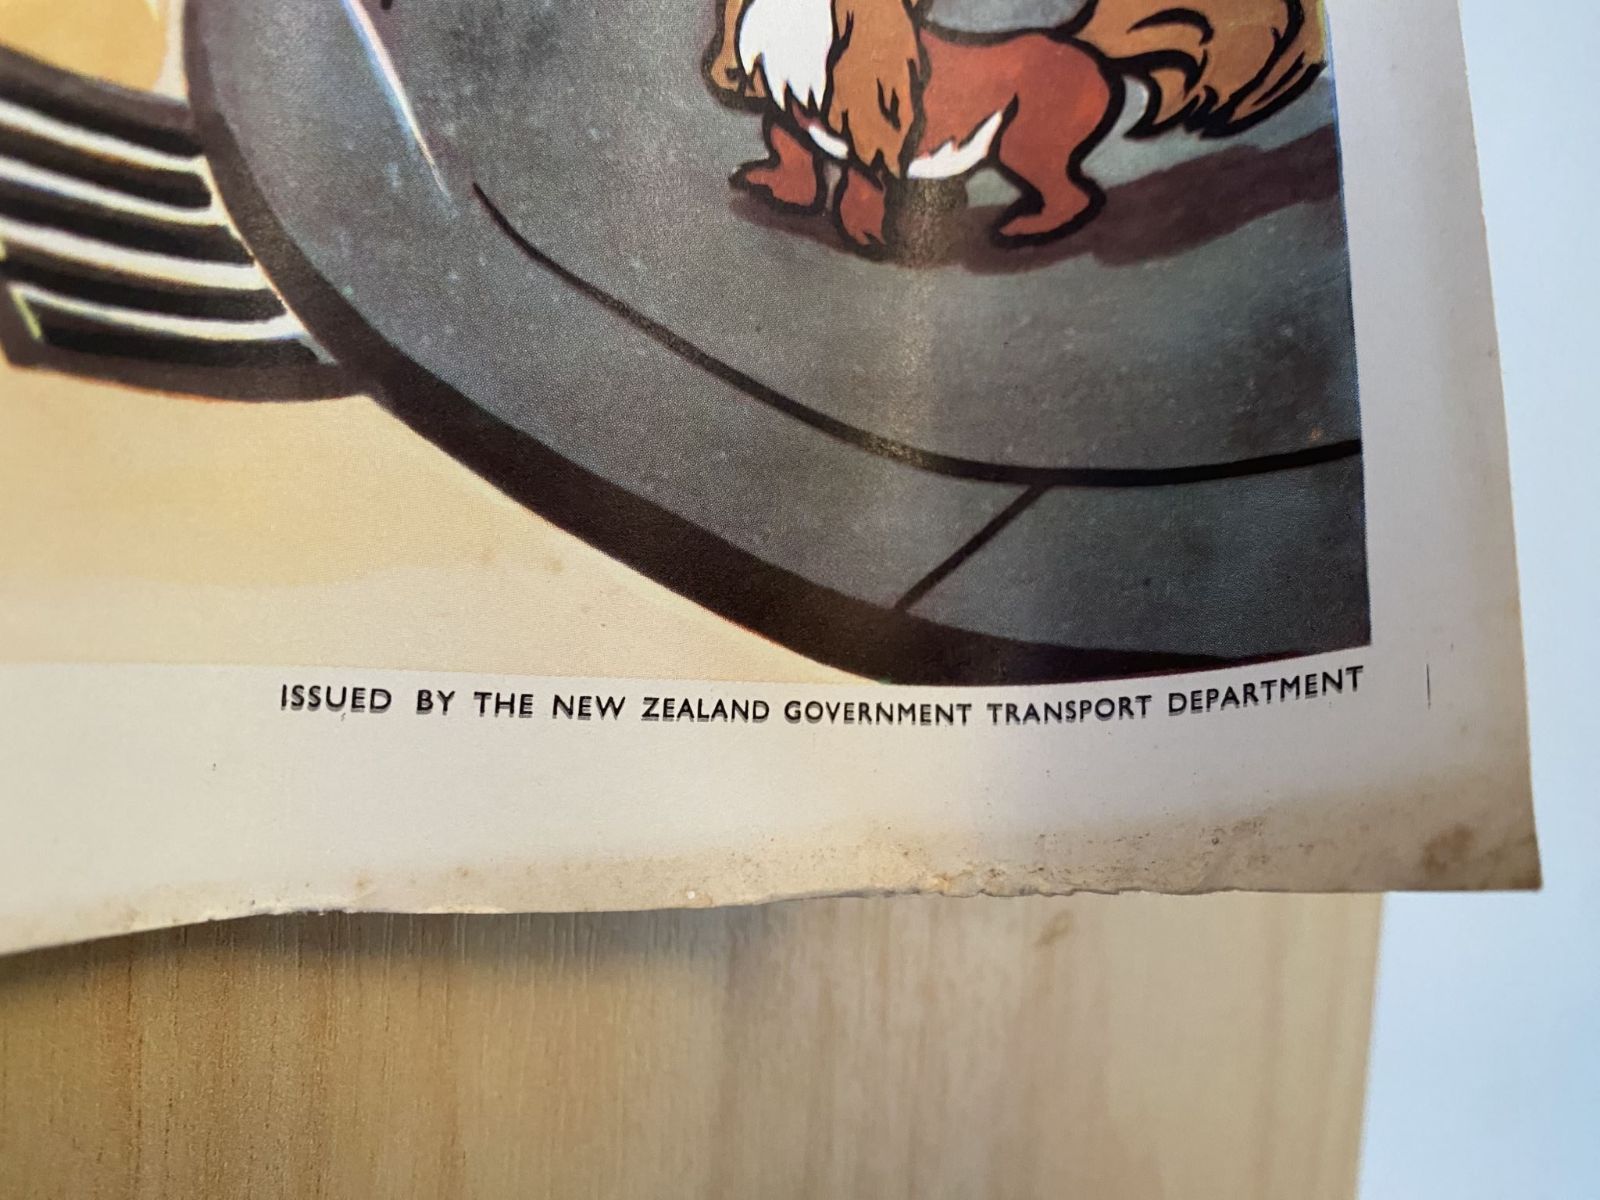 ISSUED BY THE NEW ZEALAND GOVERNMENT TRANSPORT DEPARTMENT